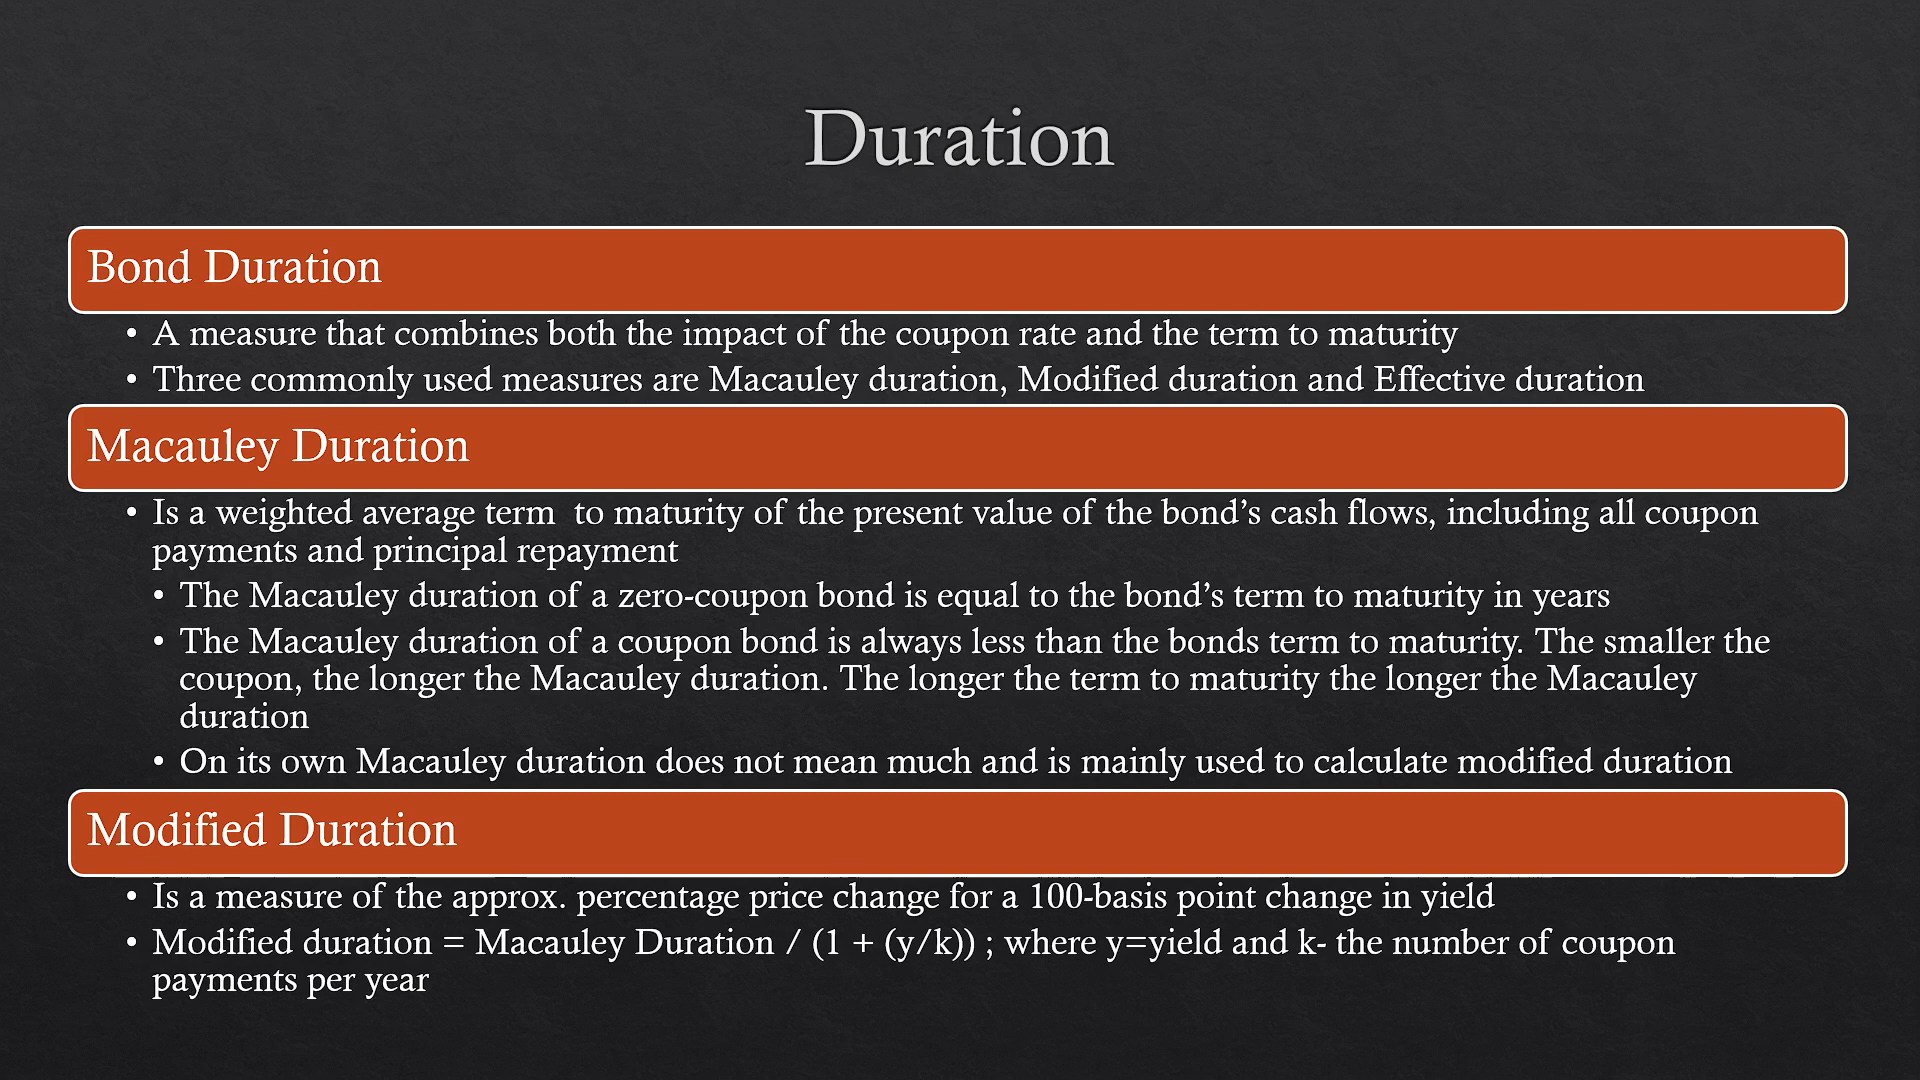 Duration
Bond Duration
• A measure that combines both the impact of the coupon rate and the term to maturity
• Three commonly used measures are Macauley duration, Modified duration and Effective duration
Macauley Duration
• Is a weighted average term  to maturity of the present value of the bond’s cash flows, including all coupon
payments and principal repayment
• The Macauley duration of a zero-coupon bond is equal to the bond’s term to maturity in years
• The Macauley duration of a coupon bond is always less than the bonds term to maturity. The smaller the
coupon, the longer the Macauley duration. The longer the term to maturity the longer the Macauley
duration
• On its own Macauley duration does not mean much and is mainly used to calculate modified duration
Modified Duration
• Is a measure of the approx. percentage price change for a 100-basis point change in yield
• Modified duration = Macauley Duration / (1 + (y/k)) ; where y=yield and k- the number of coupon
payments per year